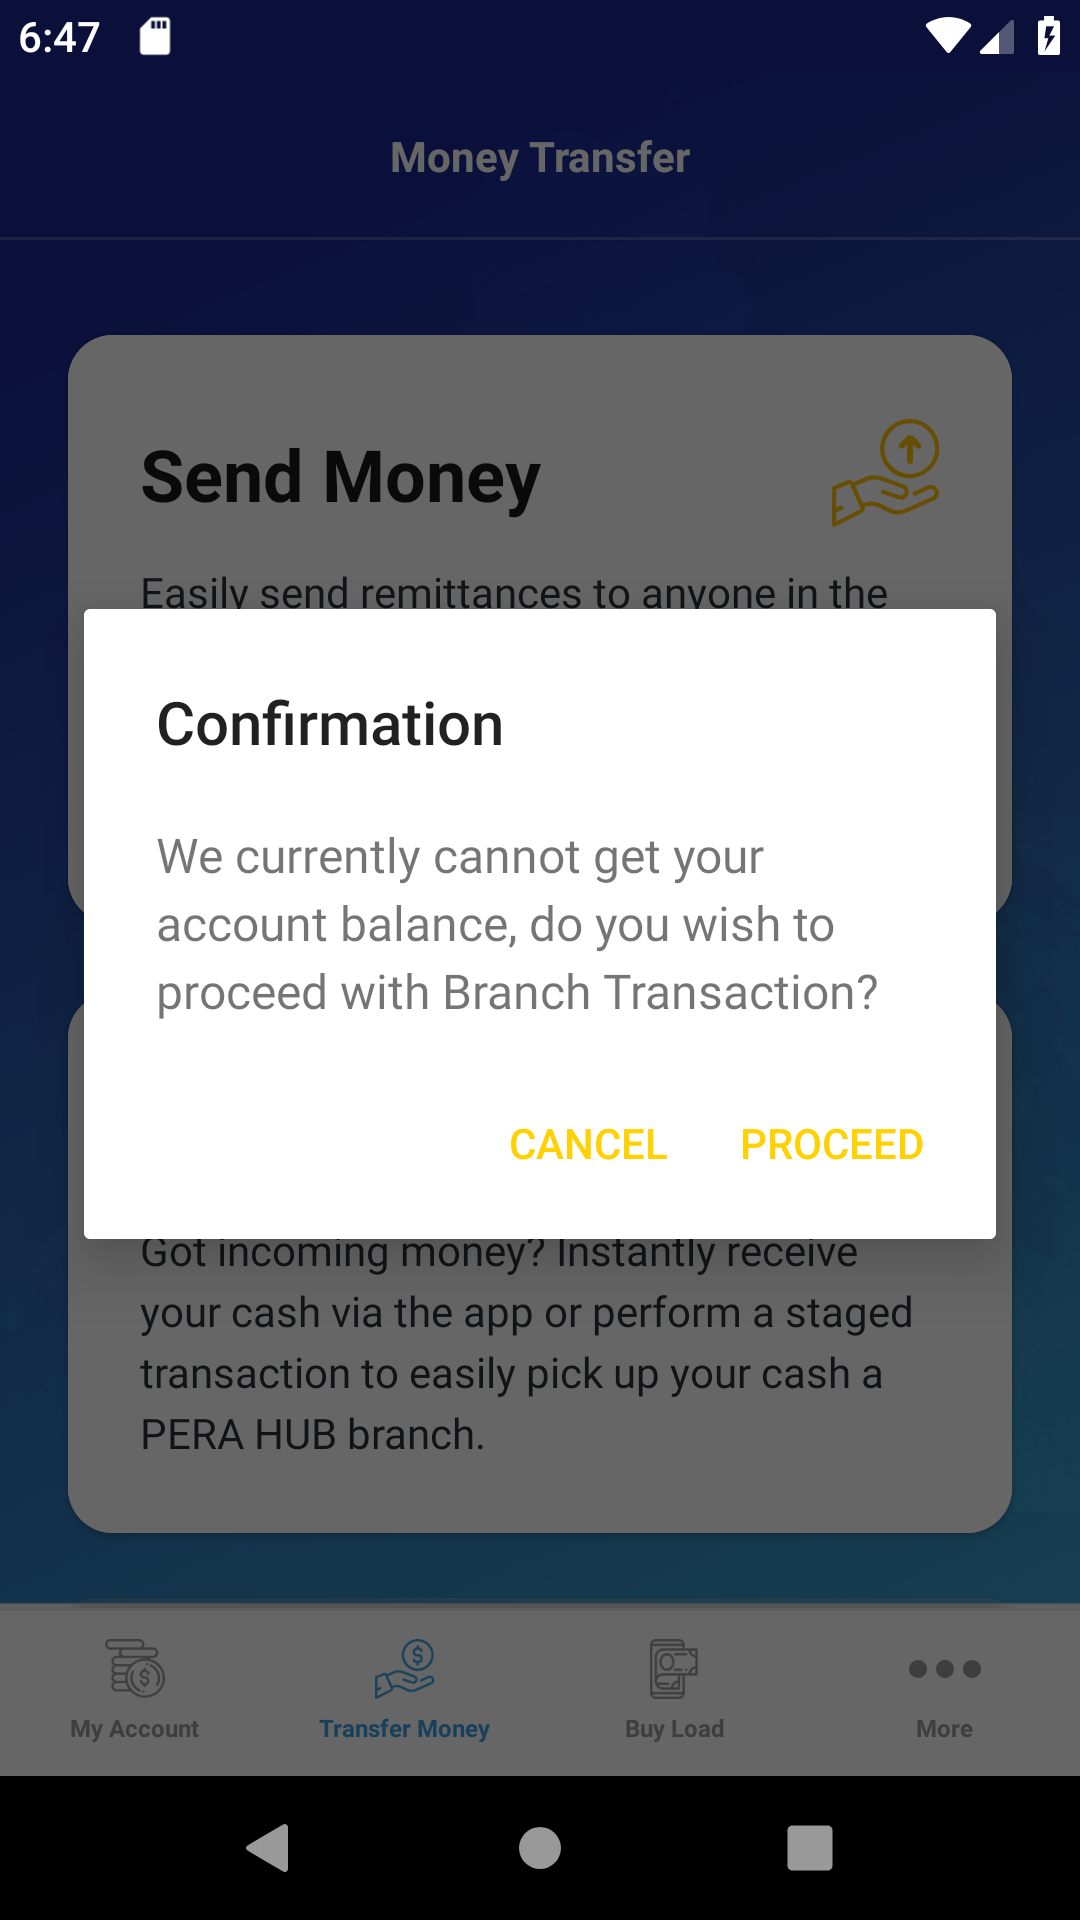 6:47
Money Transfer
Send Money
Easily send remittances to anyone in the
Confirmation
We currently cannot get your
account balance, do you wish to
proceed with Branch Transaction?
CANCEL PROCEED
Got incoming money? Instantly receive
your cash via the app or perform a staged
transaction to easily pick up your cash a
PERA HUB branch.
My Account Transfer Money Buy Load More